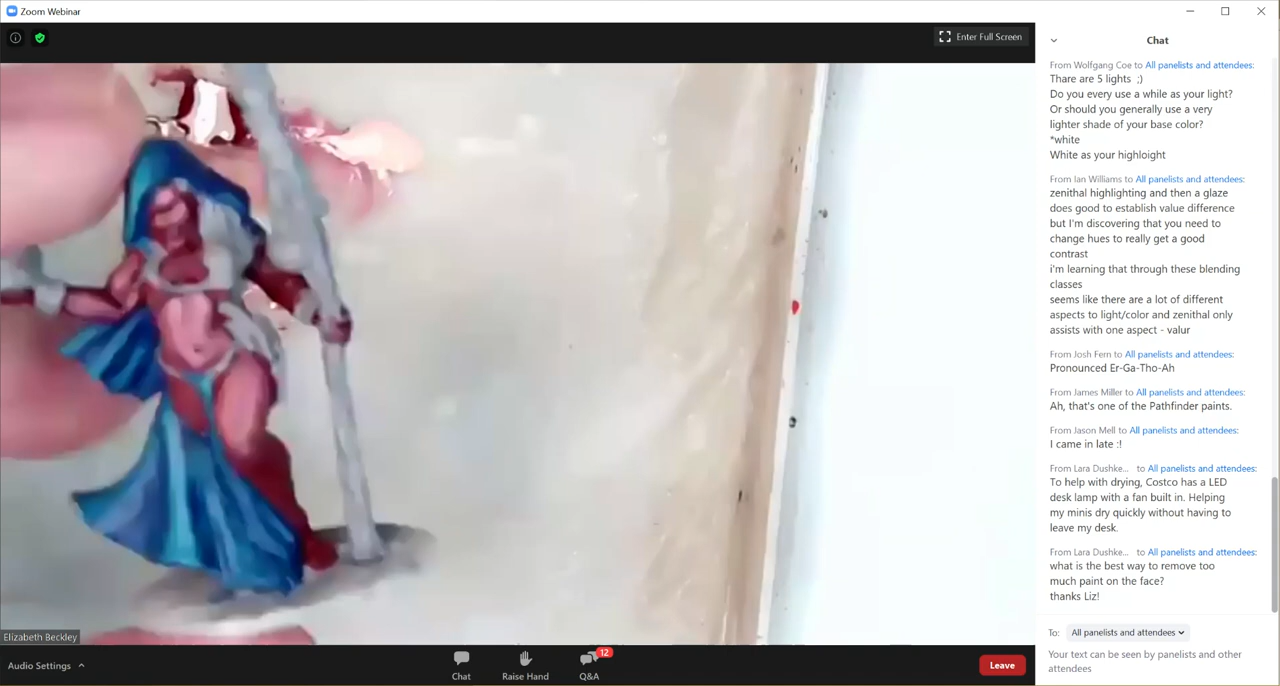 Zoom Webinar
Enter Full Screen
Chat
From Wolfgang Coe to All panelists and attendees:
Thare are 5 lights ;)
Do you every use a while as your light?
Or should you generally use a very
lighter shade of your base color?
*white
White as your highloight
From Ian Williams to All panelists and attendees:
zenithal highlighting and then a glaze
does good to establish value difference
but I'm discovering that you need to
change hues to really get a good
contrast
i'm learning that through these blending
classes
seems like there are a lot of different
aspects to light/color and zenithal only
assists with one aspect - valur
From Josh Fern to All panelists and attendees:
Pronounced Er-Ga-Tho-Ah
From James Miller to All panelists and attendees:
Ah, that's one of the Pathfinder paints.
From Jason Mell to All panelists and attendees:
I came in late :!
From Lara Dushke... to All panelists and attendees:
To help with drying, Costco has a LED
desk lamp with a fan built in. Helping
my minis dry quickly without having to
leave my desk.
From Lara Dushke... to All panelists and attendees:
what is the best way to remove too
much paint on the face?
thanks Liz!
To: All panelists and attendees
Your text can be seen by panelists and other
attendees
Elizabeth Beckley
Audio Settings
Chat
Raise Hand
12
Q&A
Leave